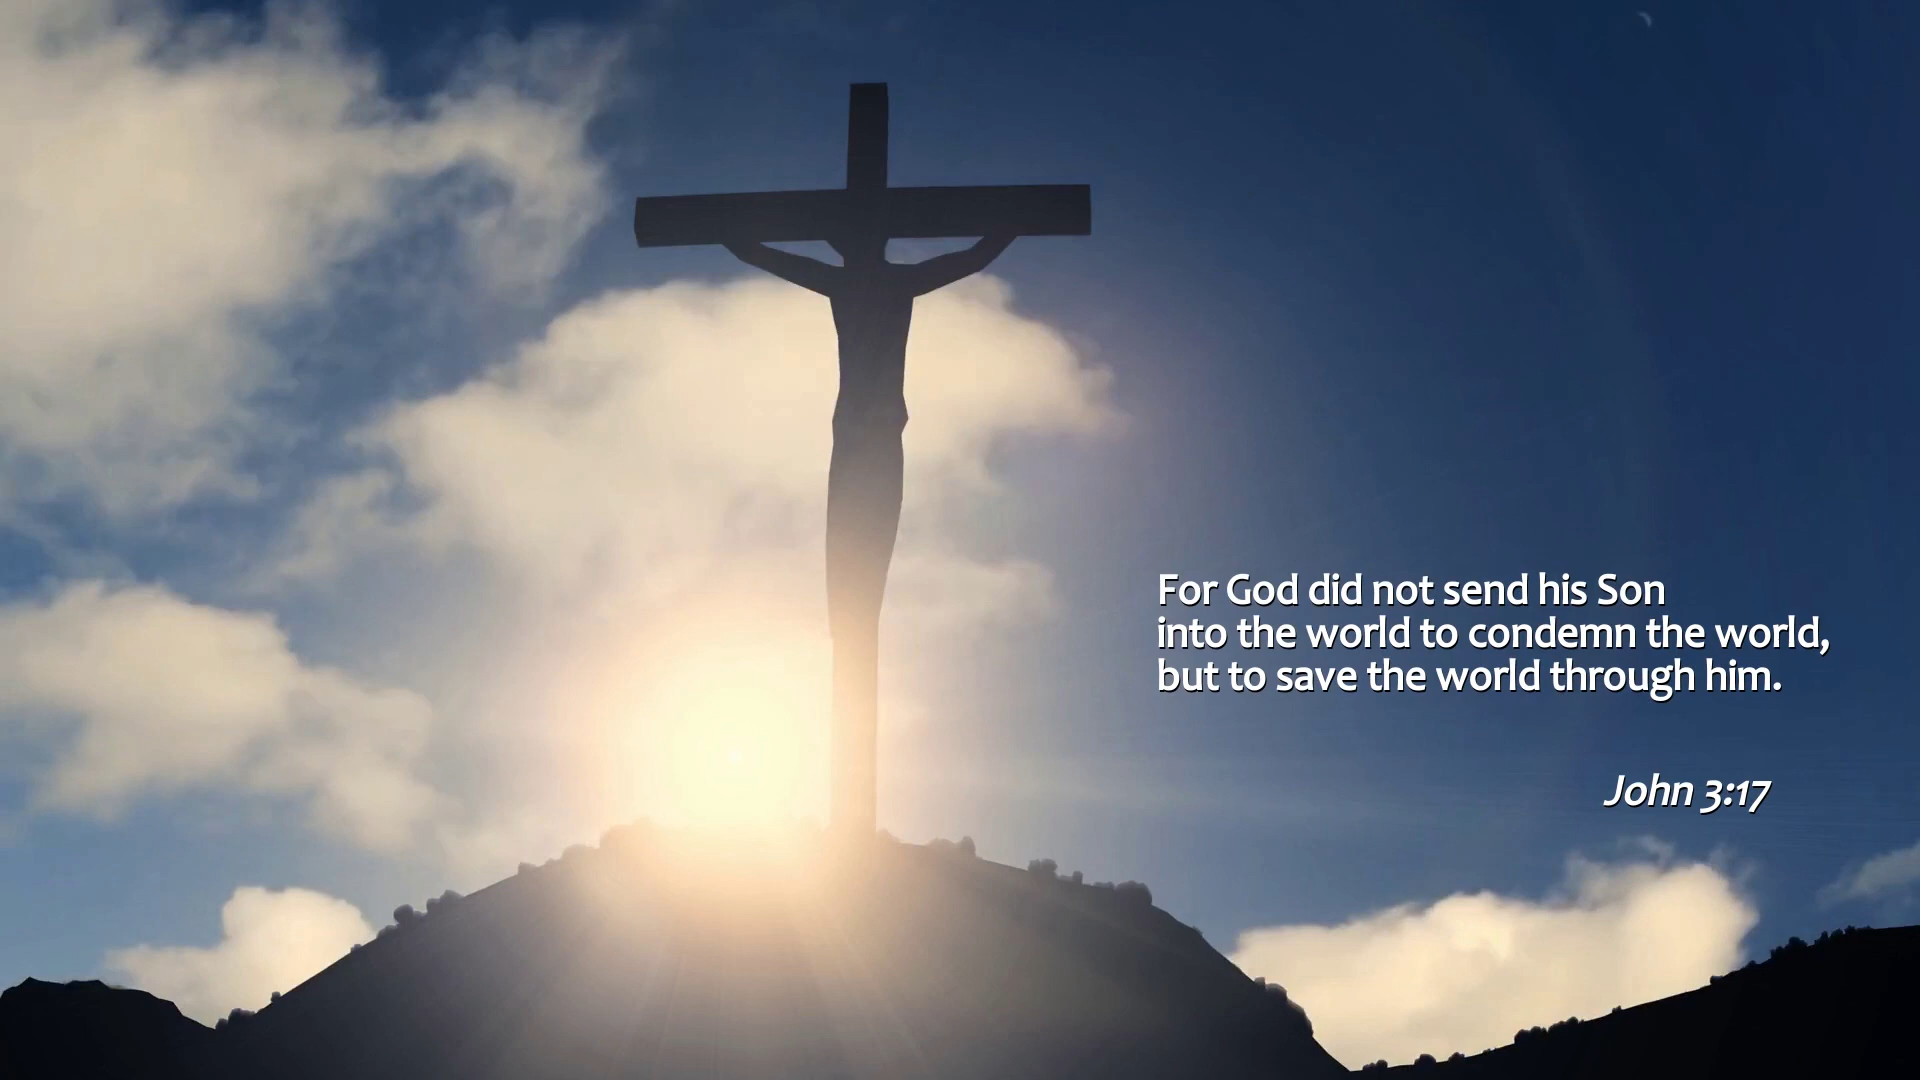 For God did not send his Son
into the world to condemn the world,
but to save the world through him.
John 3:17